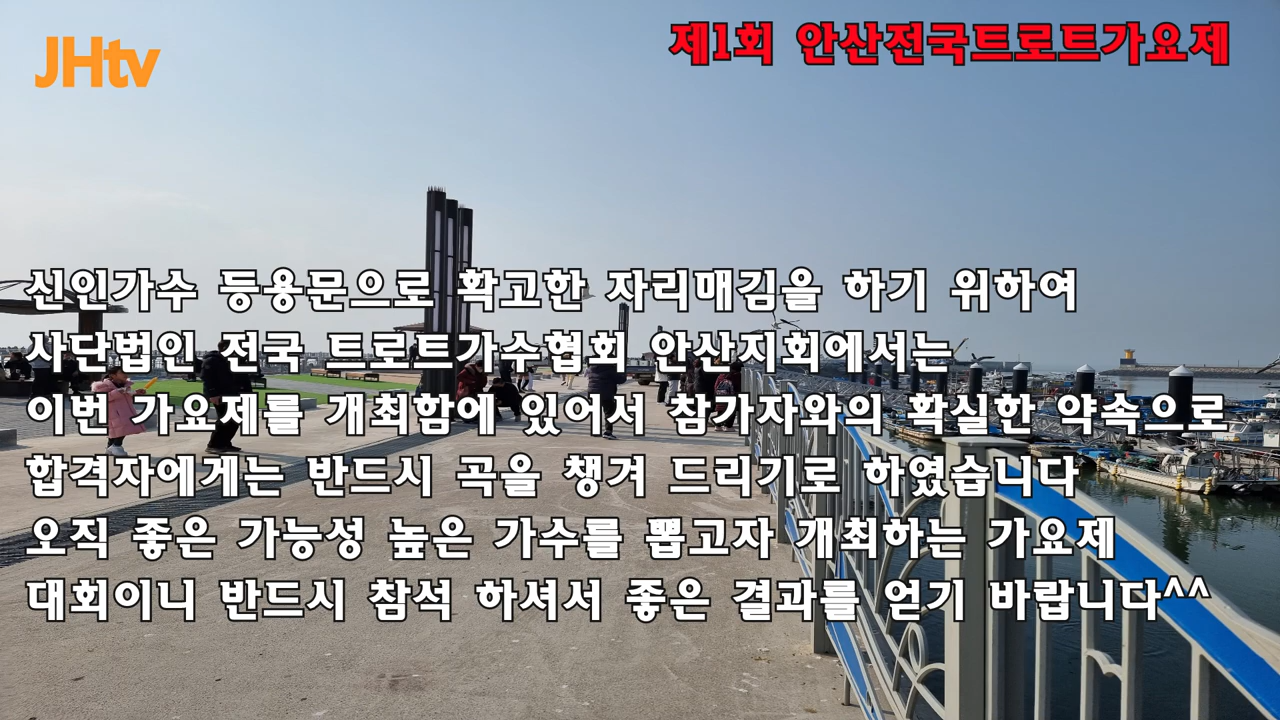 JHtv
제1회 안산전국트로트가요제
신인가수 등용문으로 확고한 자리매김을 하기 위하여
사단법인 전국 트로트가수협회 안산지회에서는
이번 가요제를 개최함에 있어서 참가자와의 확실한 약속으로
합격자에게는 반드시 곡을 챙겨 드리기로 하였습니다
오직 좋은 가능성 높은 가수를 뽑고자 개최하는 가요제
대회이니 반드시 참석 하셔서 좋은 결과를 얻기 바랍니다^^